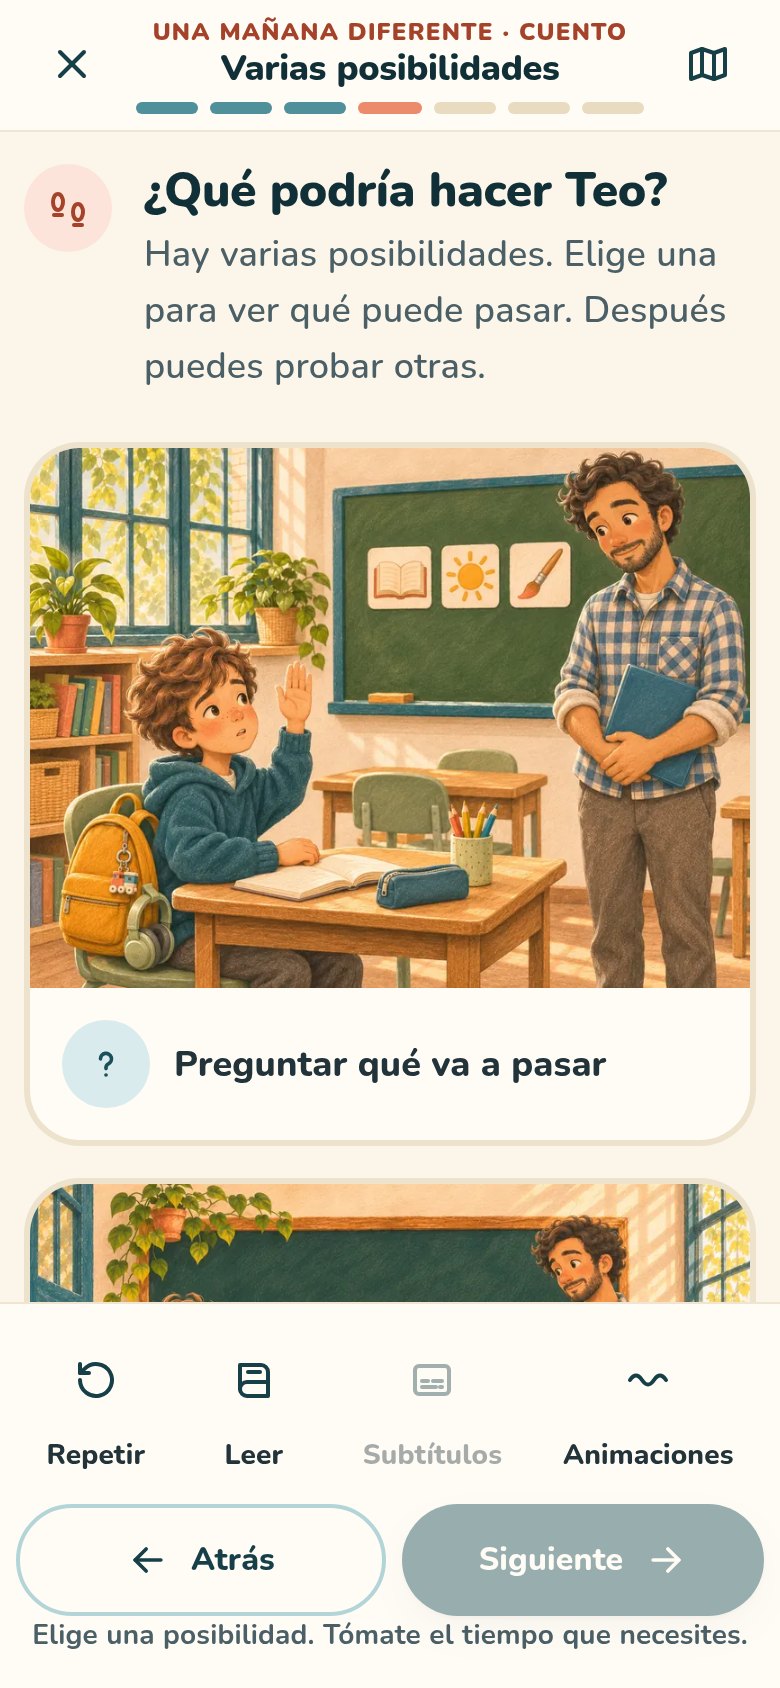 UNA MAÑANA DIFERENTE · CUENTO
Varias posibilidades
¿Qué podría hacer Teo?
Hay varias posibilidades. Elige una
para ver qué puede pasar. Después
puedes probar otras.
? Preguntar qué va a pasar
Repetir Leer Subtítulos Animaciones
← Atrás Siguiente →
Elige una posibilidad. Tómate el tiempo que necesites.